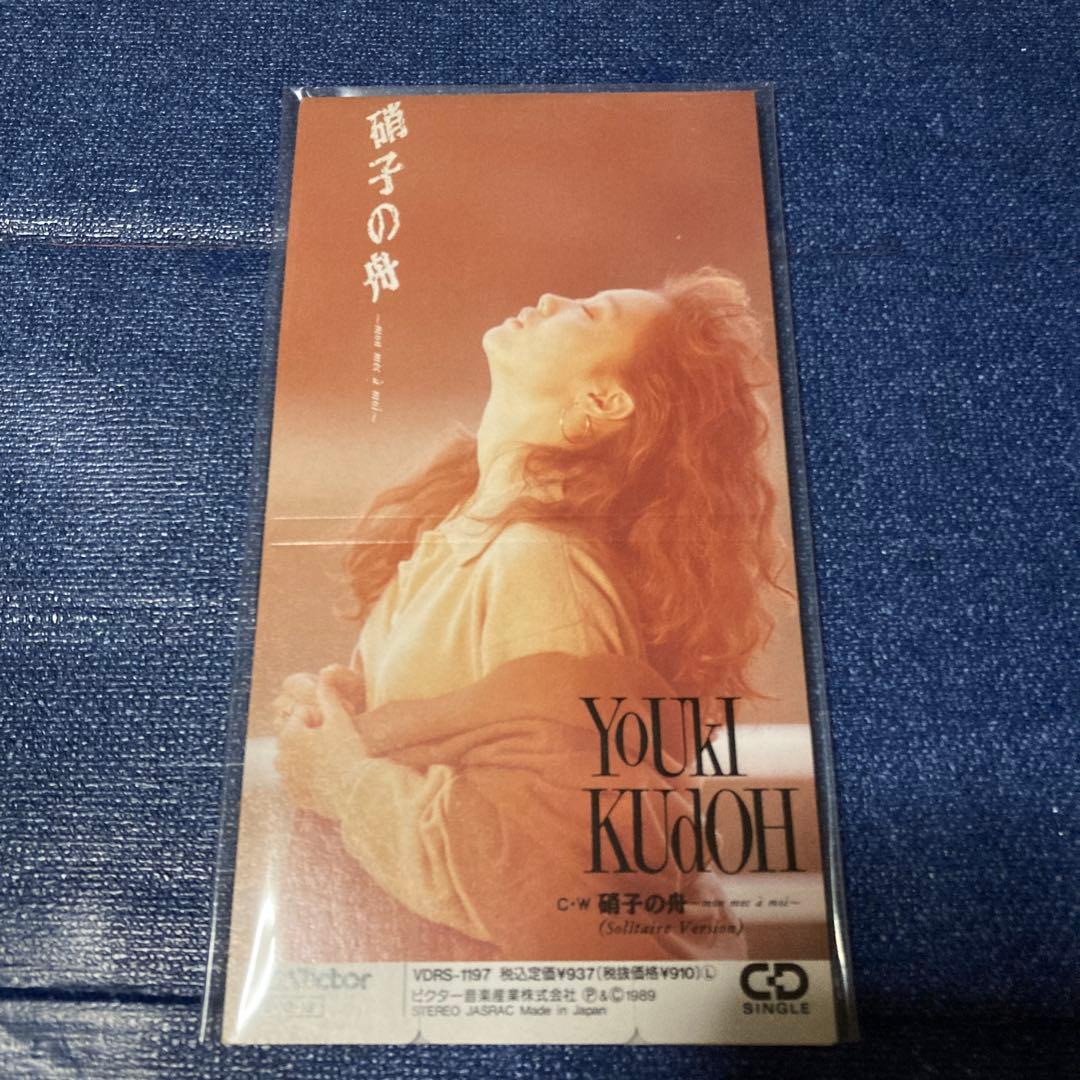 硝子の舟
～mon mec à moi～
YoUkI
KUdOH
C・W 硝子の舟～mon mec à moi～
(Solitaire Version)
Victor
VDRS-1197 税込定価¥937(税抜価格¥910)Ⓛ
ビクター音楽産業株式会社 Ⓟ&Ⓒ1989
STEREO JASRAC Made in Japan
CD
SINGLE